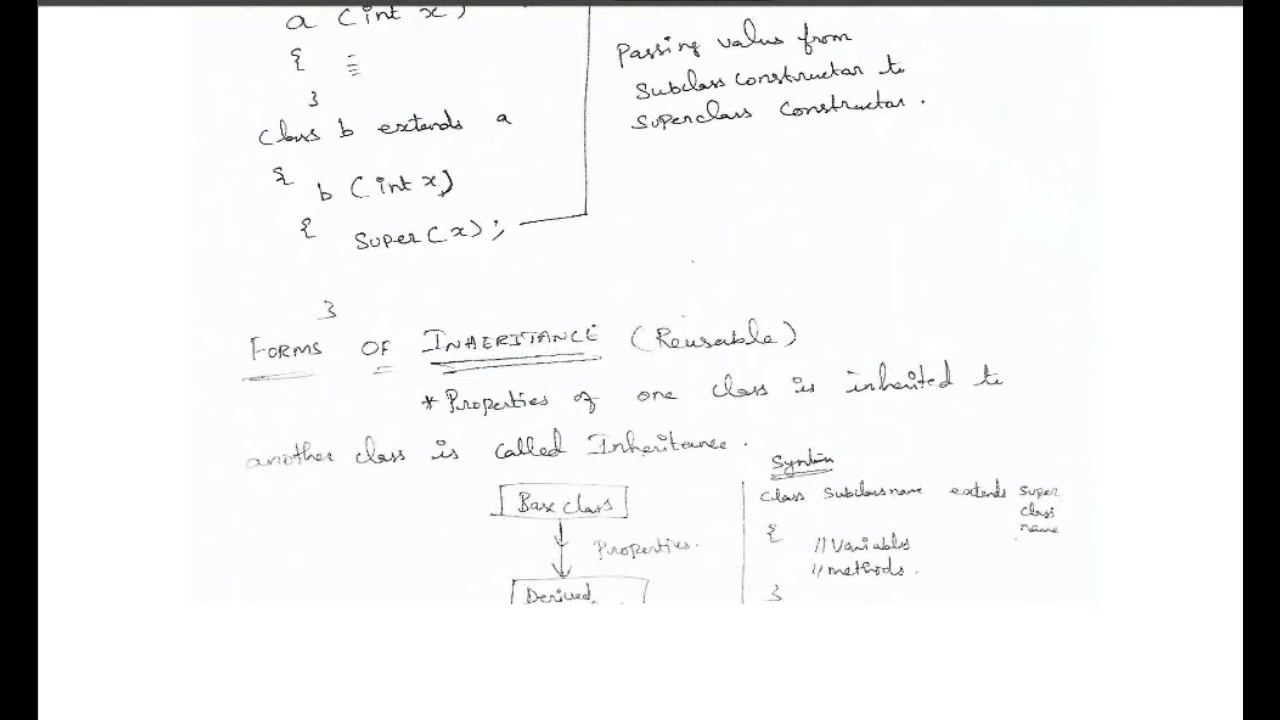 a (int x)
{
}
class b extends a
{
b (int x)
{ super(x);
}
Passing value from
Subclass constructor to
Superclass constructor.
FORMS OF INHERITANCE (Reusable)
* Properties of one class is inherited to
another class is called Inheritance.
Base class
Properties.
Derived
Syntax
class Subclassname extends super
class
name
{
// Variables
// methods.
}